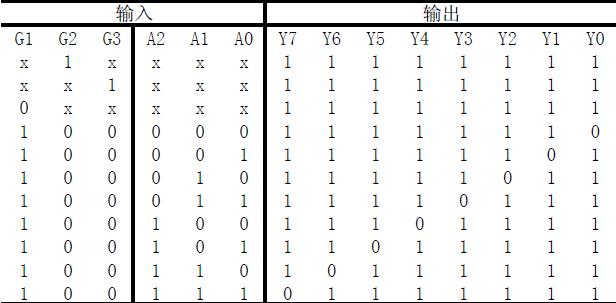 输入 输出
G1 G2 G3 A2 A1 A0 Y7 Y6 Y5 Y4 Y3 Y2 Y1 Y0
x 1 x x x x 1 1 1 1 1 1 1 1
x x 1 x x x 1 1 1 1 1 1 1 1
0 x x x x x 1 1 1 1 1 1 1 1
1 0 0 0 0 0 1 1 1 1 1 1 1 0
1 0 0 0 0 1 1 1 1 1 1 1 0 1
1 0 0 0 1 0 1 1 1 1 1 0 1 1
1 0 0 0 1 1 1 1 1 1 0 1 1 1
1 0 0 1 0 0 1 1 1 0 1 1 1 1
1 0 0 1 0 1 1 1 0 1 1 1 1 1
1 0 0 1 1 0 1 0 1 1 1 1 1 1
1 0 0 1 1 1 0 1 1 1 1 1 1 1